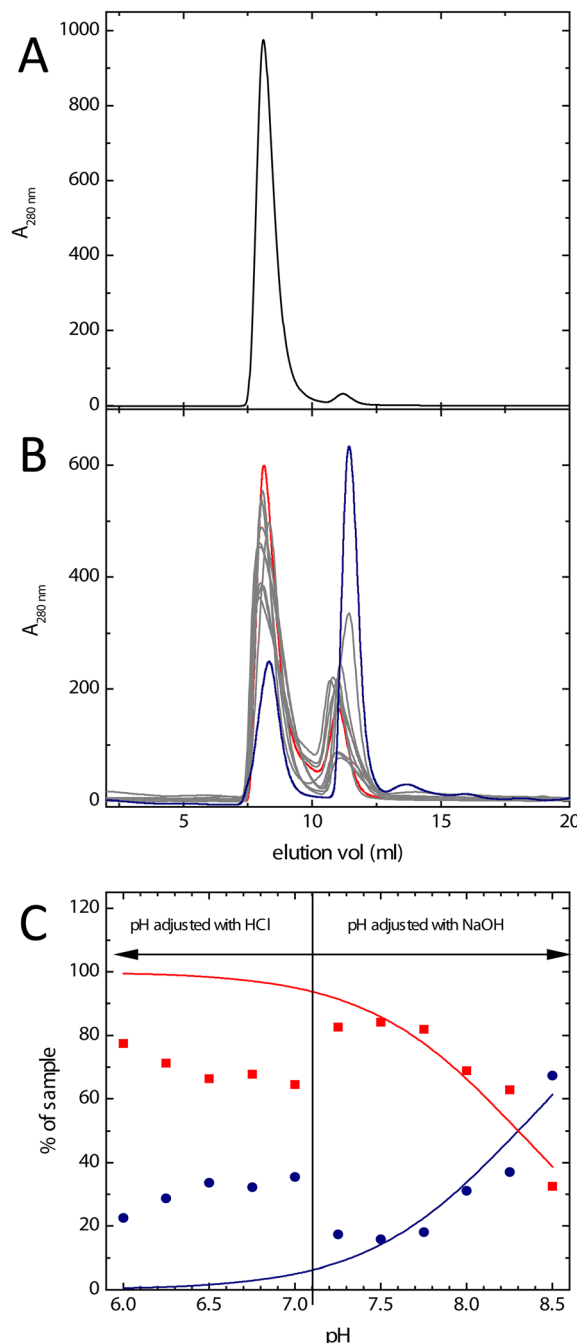 A
1000
800
600
400
200
0
A280 nm
B
600
400
200
0
A280 nm
5 10 15 20
elution vol (ml)
C
120
100
80
60
40
20
0
% of sample
pH adjusted with HCl pH adjusted with NaOH
6.0 6.5 7.0 7.5 8.0 8.5
pH